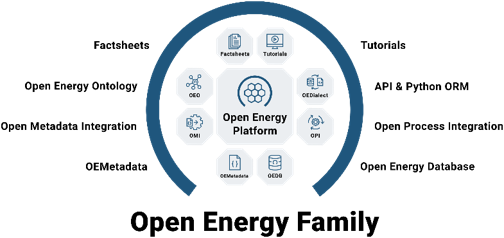 Factsheets
Tutorials
Factsheets
Tutorials
Open Energy Ontology
OEO
OEDialect
API & Python ORM
Open Energy
Platform
Open Metadata Integration
OMI
OPI
Open Process Integration
OEMetadata
OEMetadata
OEDB
Open Energy Database
Open Energy Family